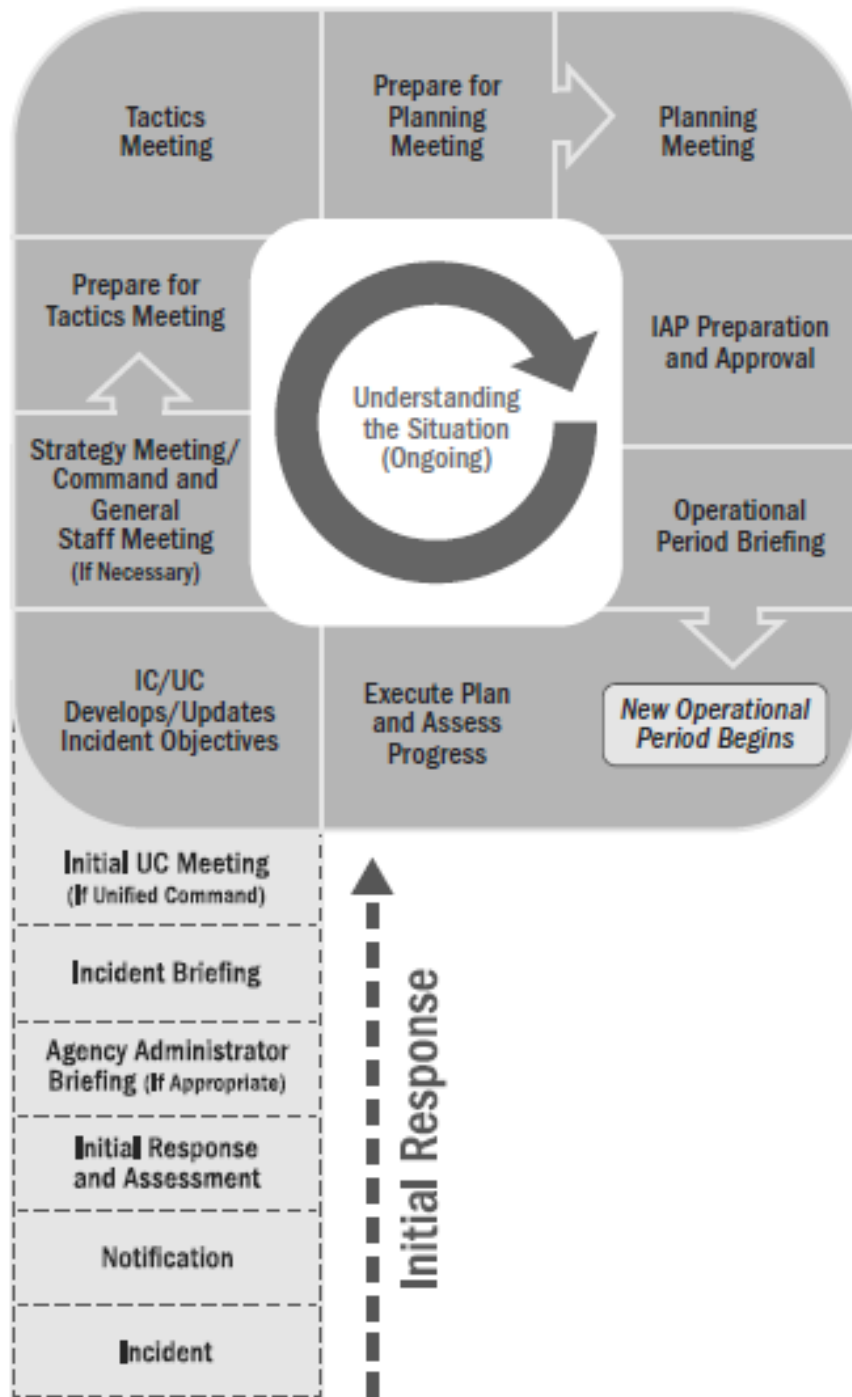 Tactics
Meeting
Prepare for
Planning
Meeting
Planning
Meeting
Prepare for
Tactics Meeting
IAP Preparation
and Approval
Understanding
the Situation
(Ongoing)
Strategy Meeting/
Command and
General
Staff Meeting
(If Necessary)
Operational
Period Briefing
IC/UC
Develops/Updates
Incident Objectives
Execute Plan
and Assess
Progress
New Operational
Period Begins
Initial UC Meeting
(If Unified Command)
Incident Briefing
Agency Administrator
Briefing (If Appropriate)
Initial Response
and Assessment
Notification
Incident
Initial Response